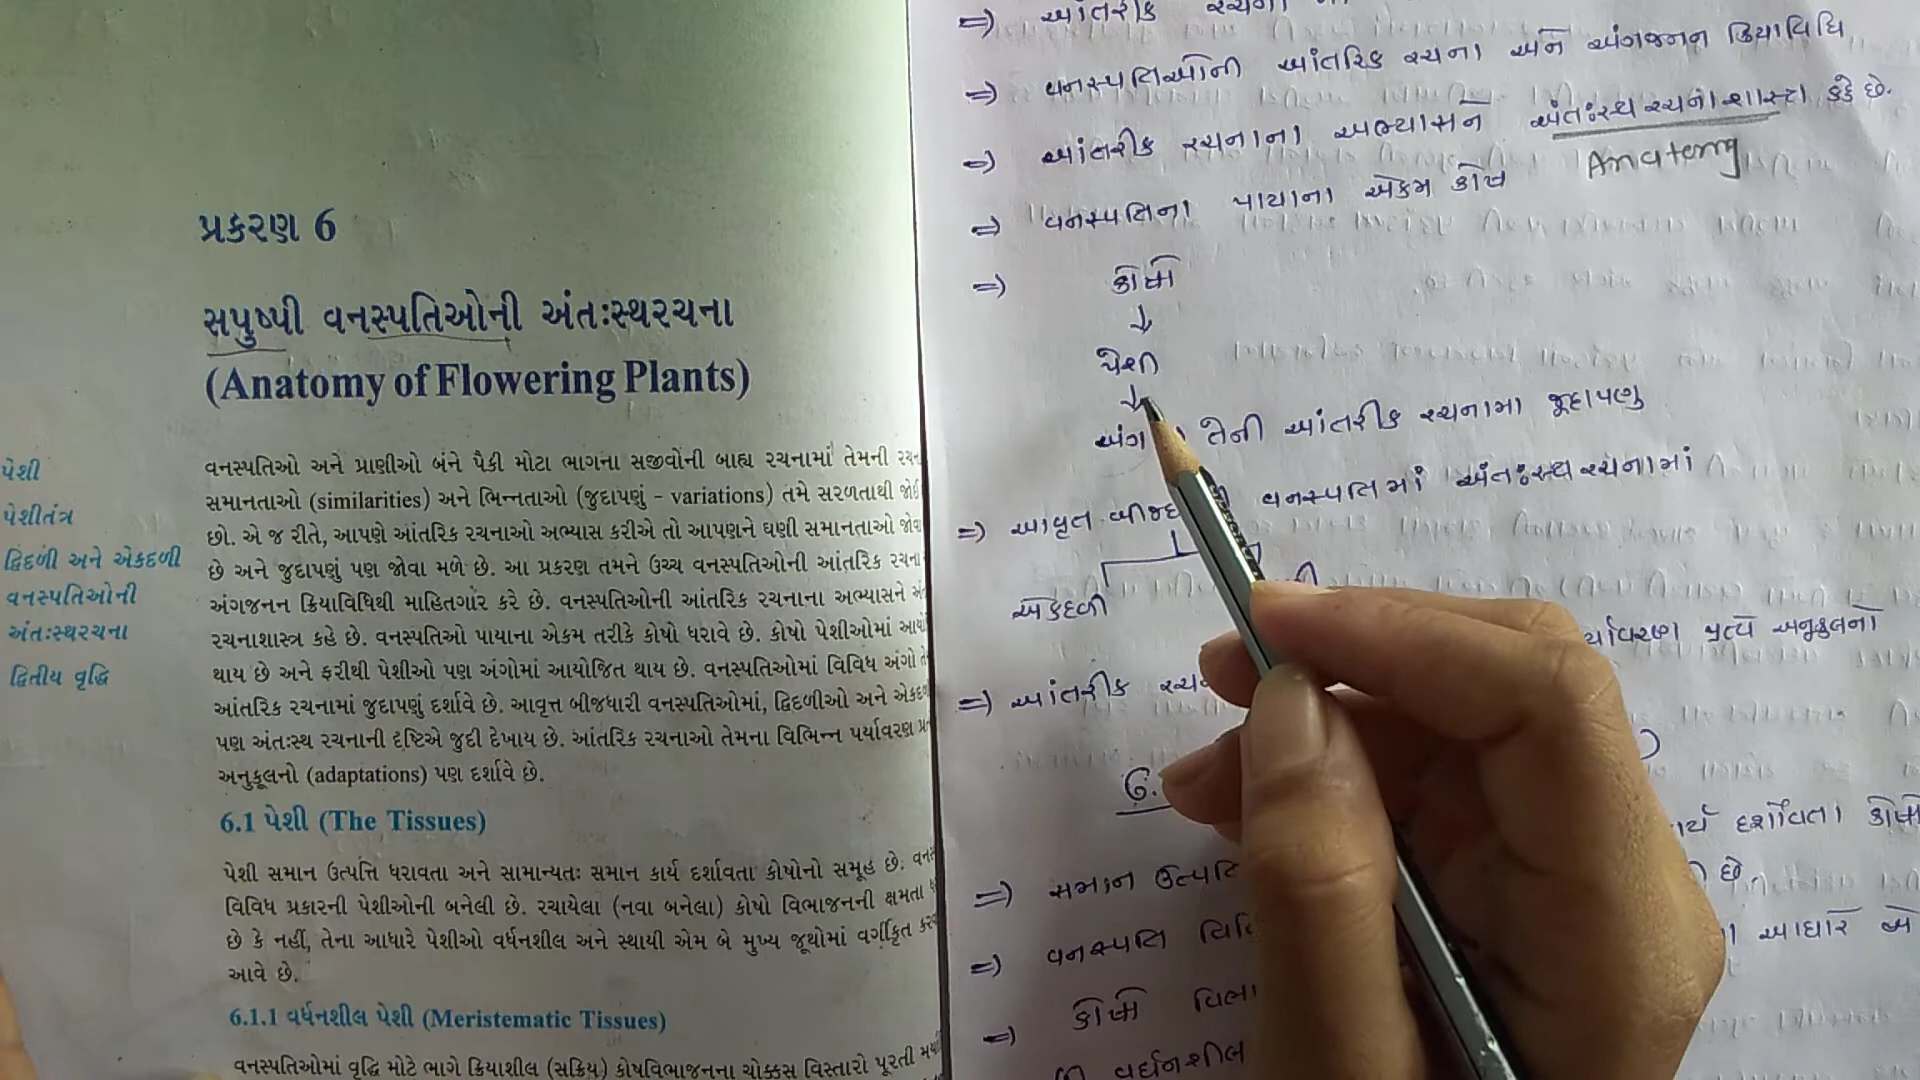 પ્રકરણ 6
સપુષ્પી વનસ્પતિઓની અંતઃસ્થરચના
(Anatomy of Flowering Plants)
પેશી
પેશીતંત્ર
દ્વિદળી અને એકદળી
વનસ્પતિઓની
અંતઃસ્થરચના
દ્વિતીય વૃદ્ધિ
વનસ્પતિઓ અને પ્રાણીઓ બંને પૈકી મોટા ભાગના સજીવોની બાહ્ય રચનામાં તેમની
સમાનતાઓ (similarities) અને ભિન્નતાઓ (જુદાપણું - variations) તમે સરળતાથી
છો. એ જ રીતે, આપણે આંતરિક રચનાઓ અભ્યાસ કરીએ તો આપણને ઘણી સમાનતાઓ
છે અને જુદાપણું પણ જોવા મળે છે. આ પ્રકરણ તમને ઉચ્ચ વનસ્પતિઓની આંતરિક રચના
અંગજનન ક્રિયાવિધિથી માહિતગાર કરે છે. વનસ્પતિઓની આંતરિક રચનાના અભ્યાસને
રચનાશાસ્ત્ર કહે છે. વનસ્પતિઓ પાયાના એકમ તરીકે કોષો ધરાવે છે. કોષો પેશીઓમાં
થાય છે અને ફરીથી પેશીઓ પણ અંગોમાં આયોજિત થાય છે. વનસ્પતિઓમાં વિવિધ અંગો
આંતરિક રચનામાં જુદાપણું દર્શાવે છે. આવૃત્ત બીજધારી વનસ્પતિઓમાં, દ્વિદળીઓ અને
પણ અંતઃસ્થ રચનાની દૃષ્ટિએ જુદી દેખાય છે. આંતરિક રચનાઓ તેમના વિભિન્ન પર્યાવરણ
અનુકૂલનો (adaptations) પણ દર્શાવે છે.
6.1 પેશી (The Tissues)
પેશી સમાન ઉત્પત્તિ ધરાવતા અને સામાન્યતઃ સમાન કાર્ય દર્શાવતા કોષોનો સમૂહ છે.
વિવિધ પ્રકારની પેશીઓની બનેલી છે. રચાયેલા (નવા બનેલા) કોષો વિભાજનની ક્ષમતા
છે કે નહીં, તેના આધારે પેશીઓ વર્ધનશીલ અને સ્થાયી એમ બે મુખ્ય જૂથોમાં વર્ગીકૃત
આવે છે.
6.1.1 વર્ધનશીલ પેશી (Meristematic Tissues)
વનસ્પતિઓમાં વૃદ્ધિ મોટે ભાગે ક્રિયાશીલ (સક્રિય) કોષવિભાજનના ચોક્કસ વિસ્તારો પૂરતી
⇒ આંતરીક રચના
⇒ વનસ્પતિઓની આંતરિક રચના અને અંગજનન ક્રિયાવિધિ
⇒ આંતરીક રચનાના અભ્યાસને અંતઃસ્થ રચનાશાસ્ત્ર કહે છે.
Anatomy
⇒ વનસ્પતિના પાયાના એકમ કોષ
⇒ કોષો
↓
પેશી
↓
અંગ તેની આંતરીક રચનામા જૂદાપણુ
⇒ આવૃત બીજધ વનસ્પતિમાં અંતઃસ્થ રચનામાં
એકદળી
⇒ આંતરીક ર્યાવરણ પ્રત્યે અનુકુલનો
6.
⇒ સમાન ઉત્પતિ ર્ય દર્શાવતા કોષો
છે.
⇒ વનસ્પતિ આધારે
⇒ કોષો વિભા
વર્ધનશીલ